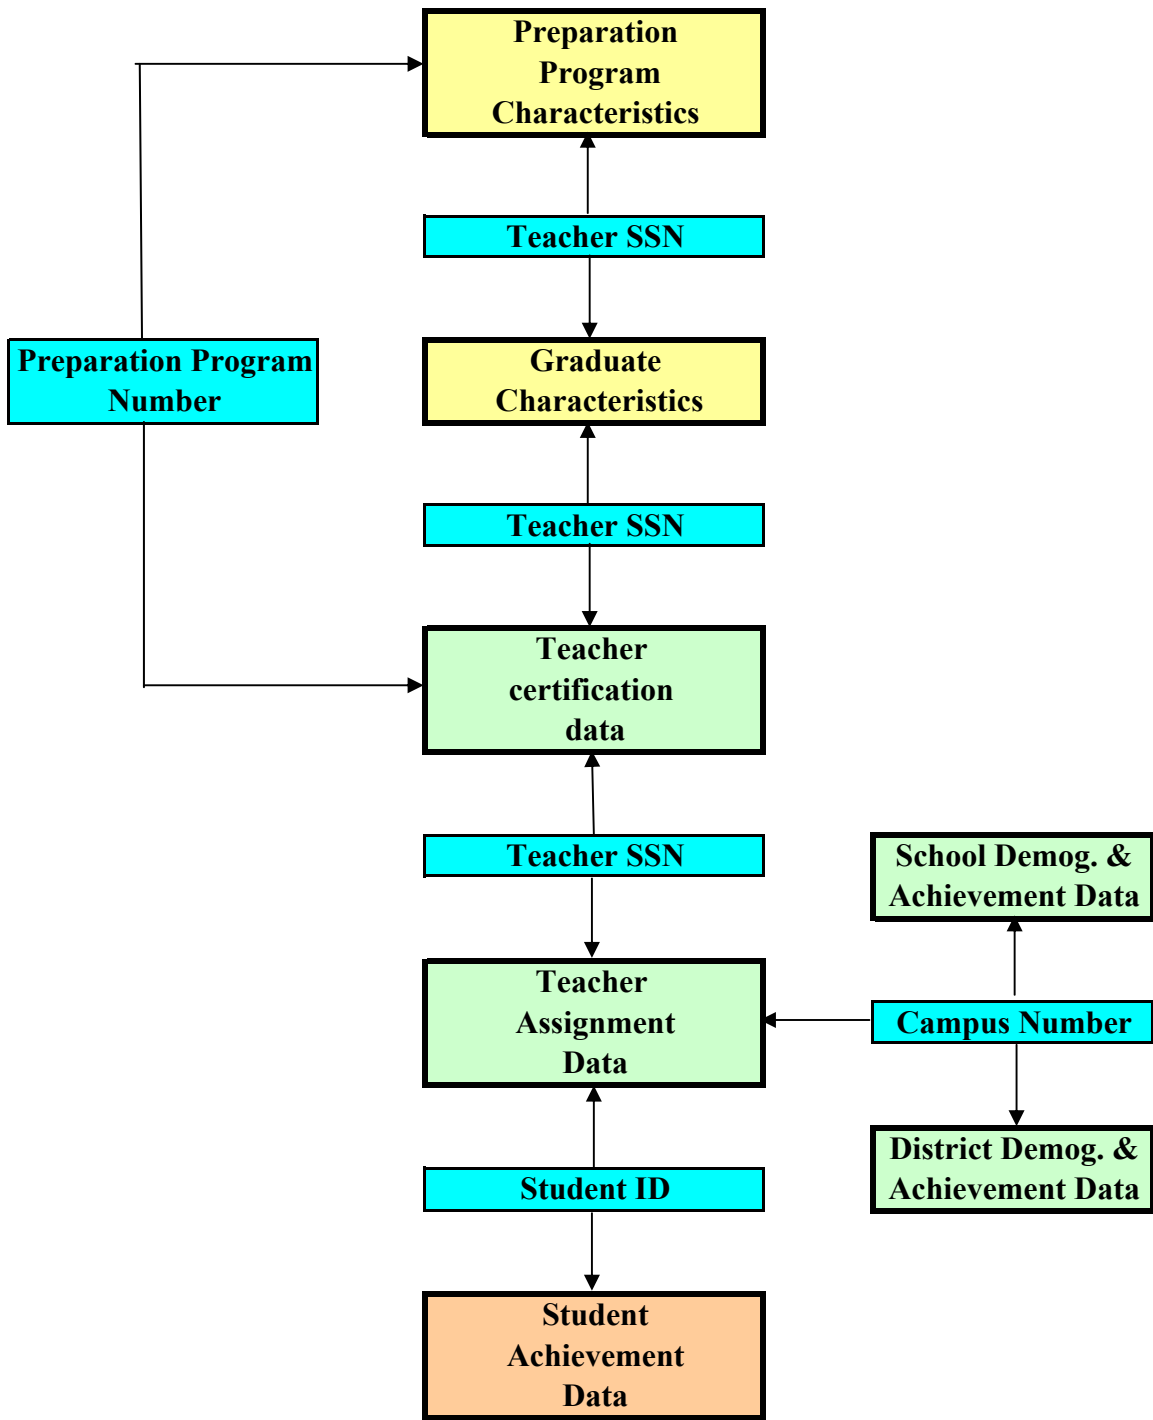 Preparation
Program
Characteristics
Teacher SSN
Preparation Program
Number
Graduate
Characteristics
Teacher SSN
Teacher
certification
data
Teacher SSN
School Demog. &
Achievement Data
Teacher
Assignment
Data
Campus Number
District Demog. &
Achievement Data
Student ID
Student
Achievement
Data